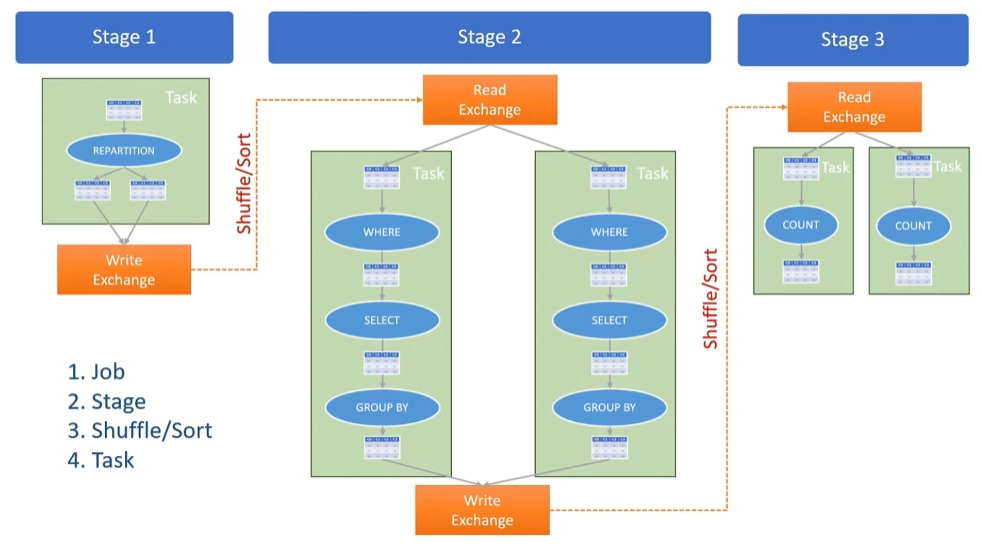 Stage 1
Stage 2
Stage 3
Task
REPARTITION
Write
Exchange
Shuffle/Sort
Read
Exchange
Task
WHERE
SELECT
GROUP BY
Task
WHERE
SELECT
GROUP BY
Write
Exchange
Shuffle/Sort
Read
Exchange
Task
COUNT
Task
COUNT
1. Job
2. Stage
3. Shuffle/Sort
4. Task